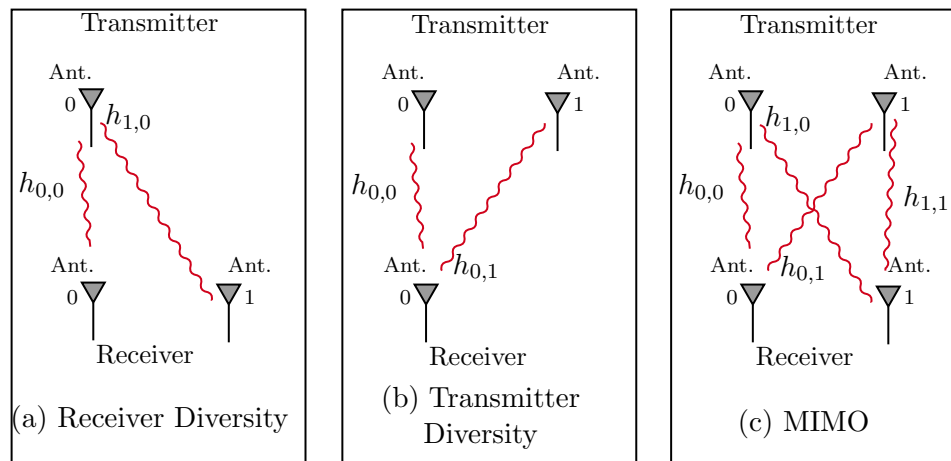 Transmitter
Ant.
0
h1,0
h0,0
Ant.
0
Ant.
1
Receiver
(a) Receiver Diversity
Transmitter
Ant.
0
Ant.
1
h0,0
Ant.
0
h0,1
Receiver
(b) Transmitter
Diversity
Transmitter
Ant.
0
Ant.
1
h1,0
h0,0
h1,1
Ant.
0
h0,1
Ant.
1
Receiver
(c) MIMO